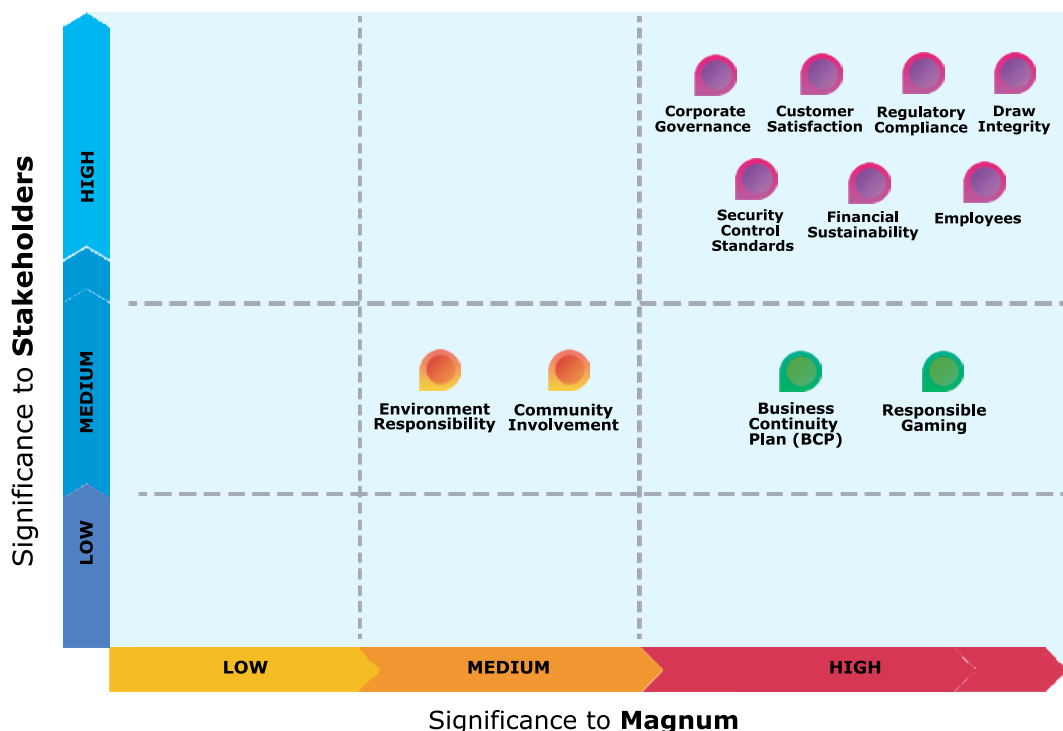 Significance to Stakeholders
HIGH
MEDIUM
LOW
Corporate
Governance
Customer
Satisfaction
Regulatory
Compliance
Draw
Integrity
Security
Control
Standards
Financial
Sustainability
Employees
Environment
Responsibility
Community
Involvement
Business
Continuity
Plan (BCP)
Responsible
Gaming
LOW
MEDIUM
HIGH
Significance to Magnum